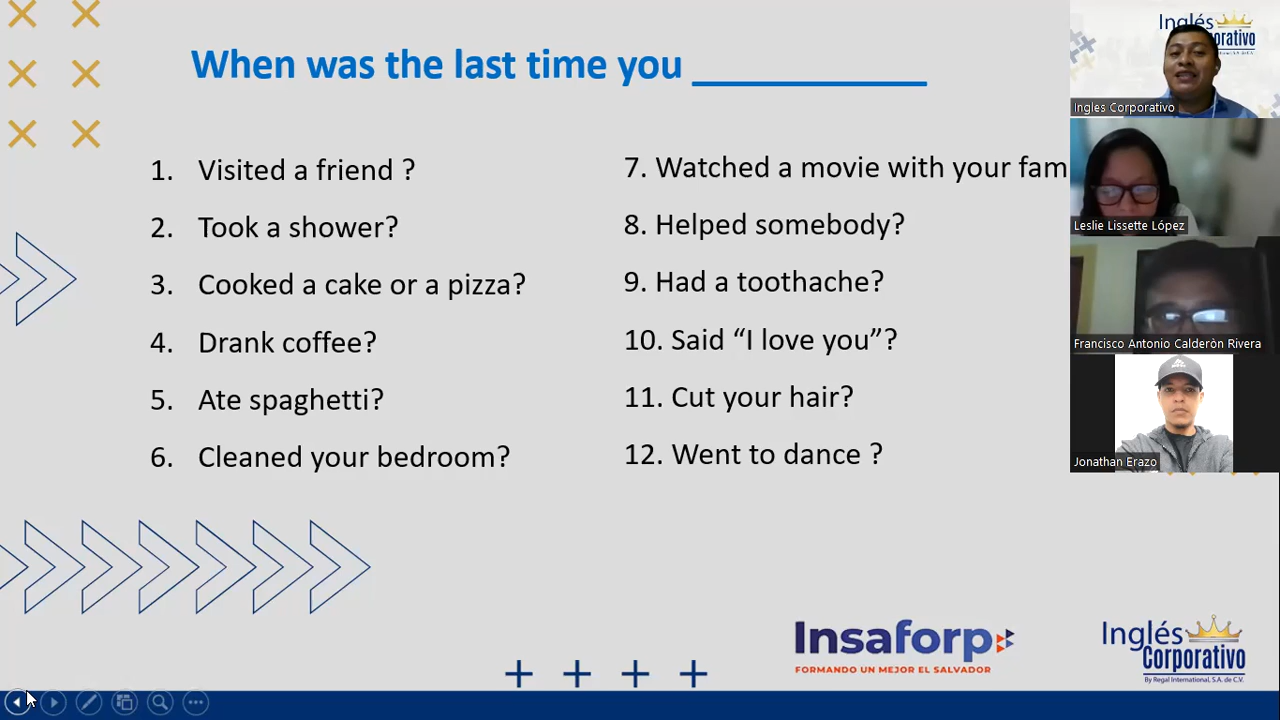 When was the last time you __________
1. Visited a friend ?
2. Took a shower?
3. Cooked a cake or a pizza?
4. Drank coffee?
5. Ate spaghetti?
6. Cleaned your bedroom?
7. Watched a movie with your fam
8. Helped somebody?
9. Had a toothache?
10. Said “I love you”?
11. Cut your hair?
12. Went to dance ?
Inglés
orporativo
Ingles Corporativo
Leslie Lissette López
Francisco Antonio Calderòn Rivera
Jonathan Erazo
Insaforp
FORMANDO UN MEJOR EL SALVADOR
Inglés
Corporativo
By Regal International, S.A. de C.V.